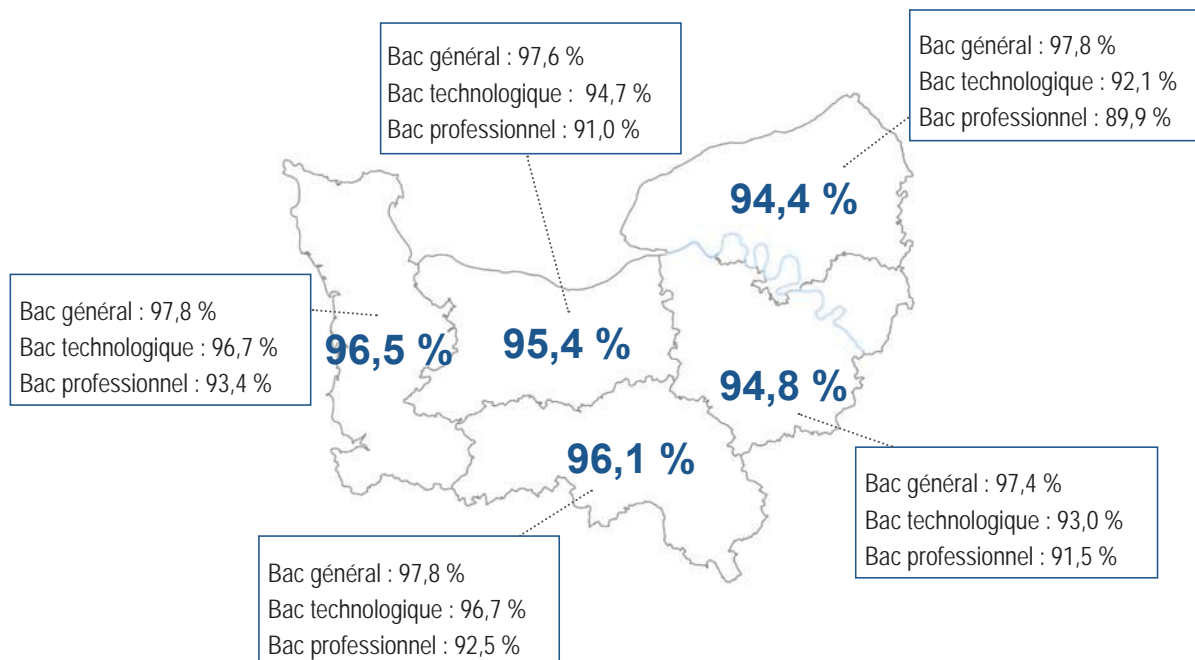 Bac général : 97,6 %
Bac technologique :  94,7 %
Bac professionnel : 91,0 %
Bac général : 97,8 %
Bac technologique : 92,1 %
Bac professionnel : 89,9 %
94,4 %
Bac général : 97,8 %
Bac technologique : 96,7 %
Bac professionnel : 93,4 %
96,5 %
95,4 %
94,8 %
96,1 %
Bac général : 97,4 %
Bac technologique : 93,0 %
Bac professionnel : 91,5 %
Bac général : 97,8 %
Bac technologique : 96,7 %
Bac professionnel : 92,5 %